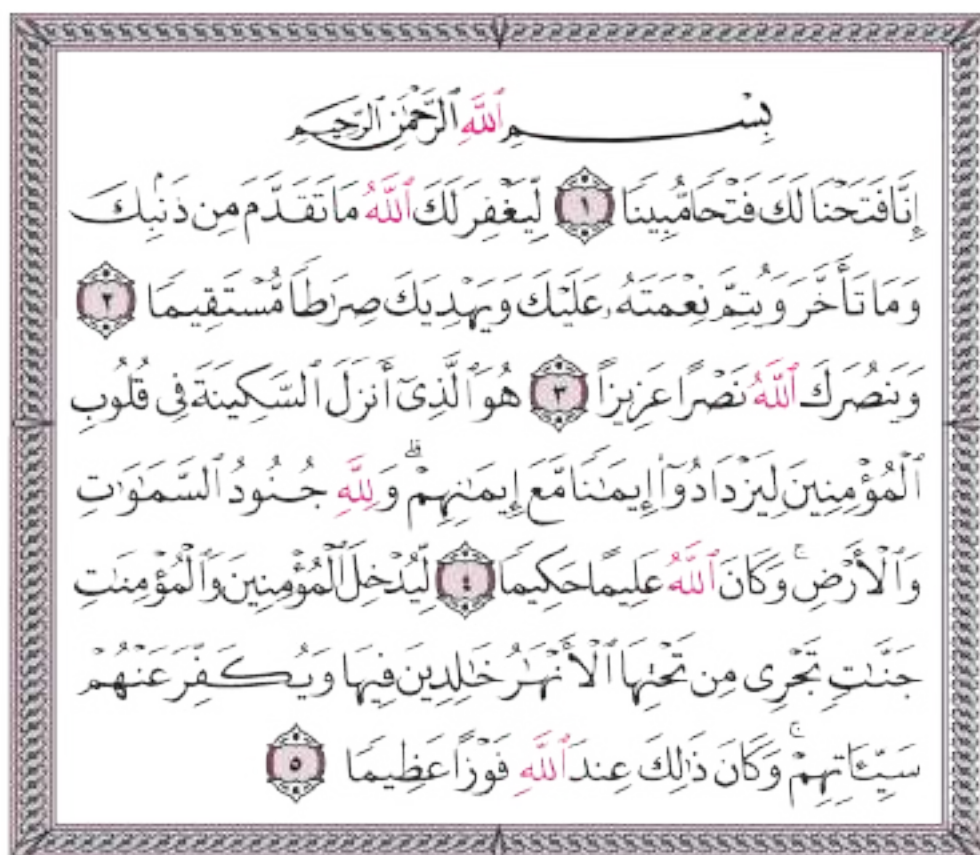 بِسْمِ ٱللَّهِ ٱلرَّحْمَٰنِ ٱلرَّحِيمِ
إِنَّا فَتَحْنَا لَكَ فَتْحًا مُّبِينًا ١ لِّيَغْفِرَ لَكَ ٱللَّهُ مَا تَقَدَّمَ مِن ذَنۢبِكَ
وَمَا تَأَخَّرَ وَيُتِمَّ نِعْمَتَهُۥ عَلَيْكَ وَيَهْدِيَكَ صِرَٰطًا مُّسْتَقِيمًا ٢
وَيَنصُرَكَ ٱللَّهُ نَصْرًا عَزِيزًا ٣ هُوَ ٱلَّذِىٓ أَنزَلَ ٱلسَّكِينَةَ فِى قُلُوبِ
ٱلْمُؤْمِنِينَ لِيَزْدَادُوٓا۟ إِيمَٰنًا مَّعَ إِيمَٰنِهِمْ ۗ وَلِلَّهِ جُنُودُ ٱلسَّمَٰوَٰتِ
وَٱلْأَرْضِ ۚ وَكَانَ ٱللَّهُ عَلِيمًا حَكِيمًا ٤ لِّيُدْخِلَ ٱلْمُؤْمِنِينَ وَٱلْمُؤْمِنَٰتِ
جَنَّٰتٍ تَجْرِى مِن تَحْتِهَا ٱلْأَنْهَٰرُ خَٰلِدِينَ فِيهَا وَيُكَفِّرَ عَنْهُمْ
سَيِّـَٔاتِهِمْ ۚ وَكَانَ ذَٰلِكَ عِندَ ٱللَّهِ فَوْزًا عَظِيمًا ٥